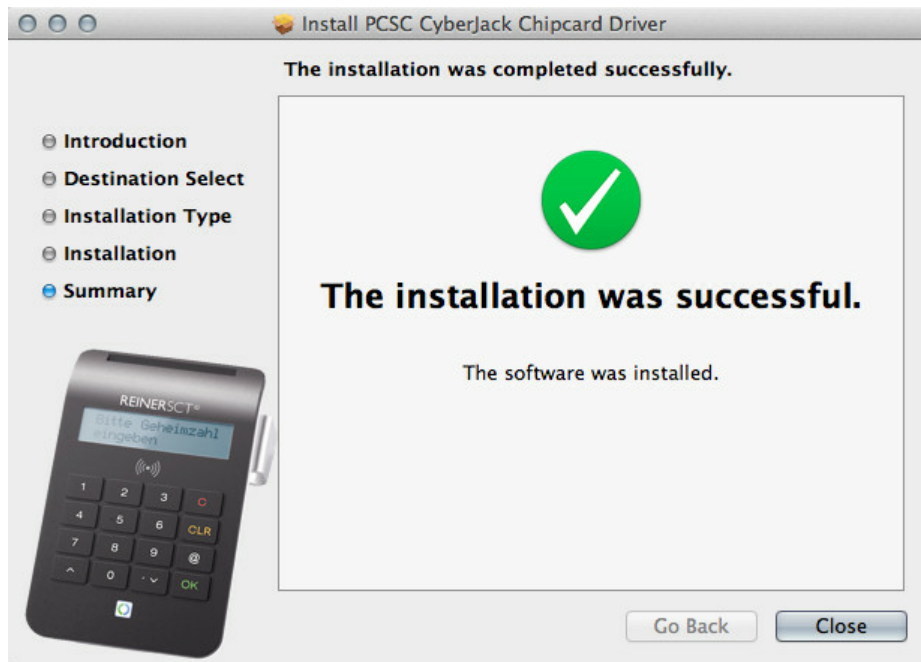 Install PCSC CyberJack Chipcard Driver
The installation was completed successfully.
Introduction
Destination Select
Installation Type
Installation
Summary
The installation was successful.
The software was installed.
REINERSCT®
Bitte Geheimzahl
eingeben
1 2 3 C
4 5 6 CLR
7 8 9 @
0 OK
Go Back
Close